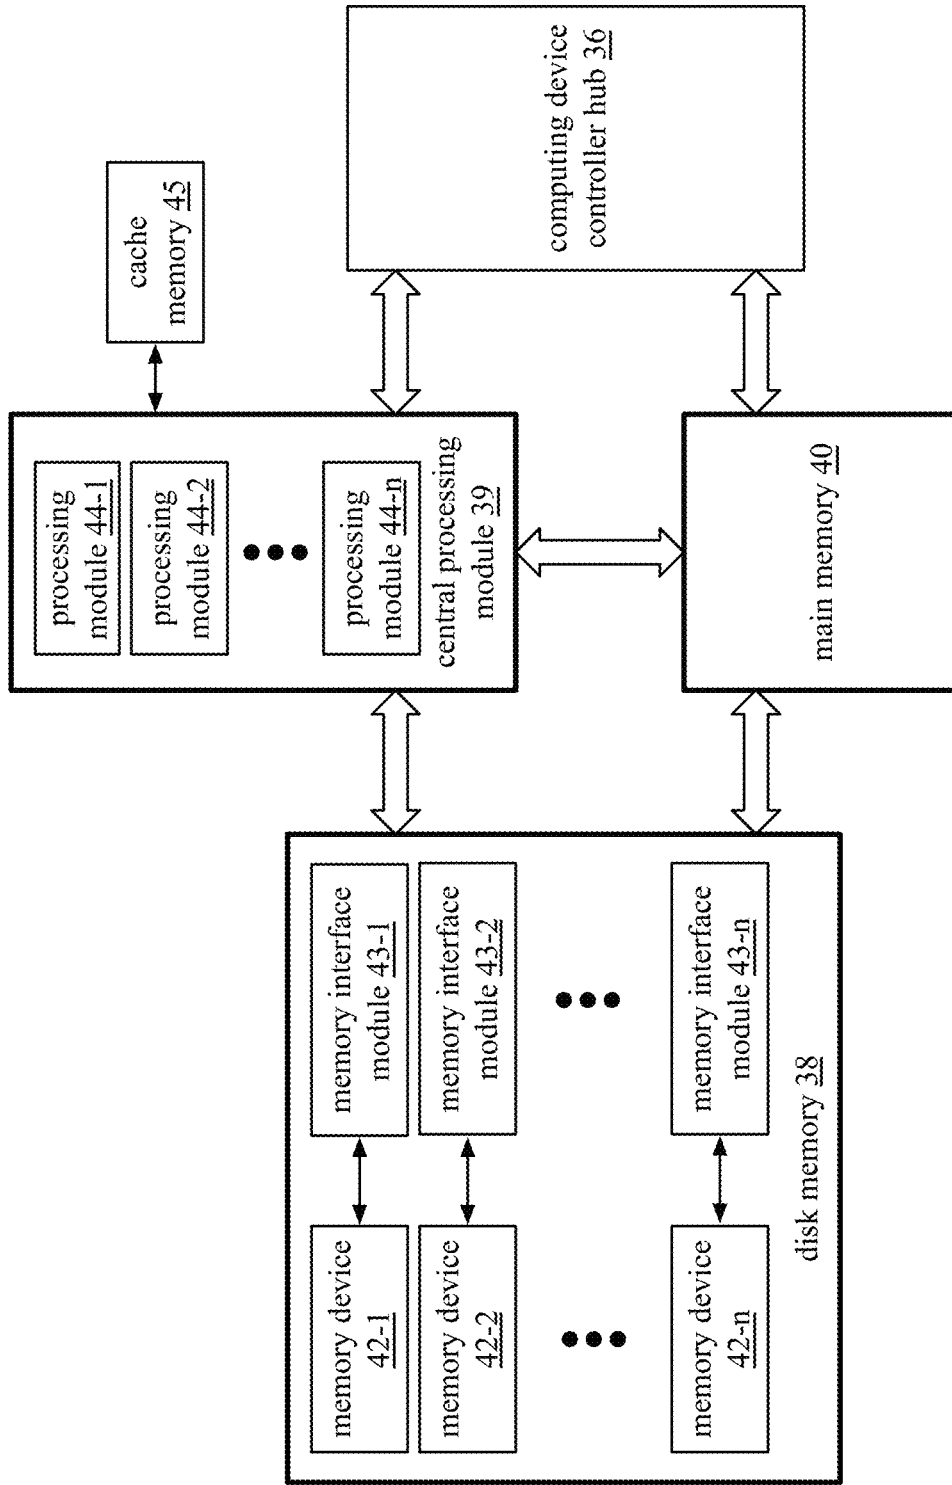 memory device
42-1
memory interface
module 43-1
memory device
42-2
memory interface
module 43-2
memory device
42-n
memory interface
module 43-n
disk memory 38
processing
module 44-1
processing
module 44-2
processing
module 44-n
central processing
module 39
cache
memory 45
main memory 40
computing device
controller hub 36